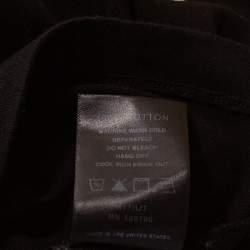 COTTON
MACHINE WASH COLD
SEPARATELY
DO NOT BLEACH
HANG DRY
COOL IRON INSIDE OUT
MADE IN THE UNITED STATES